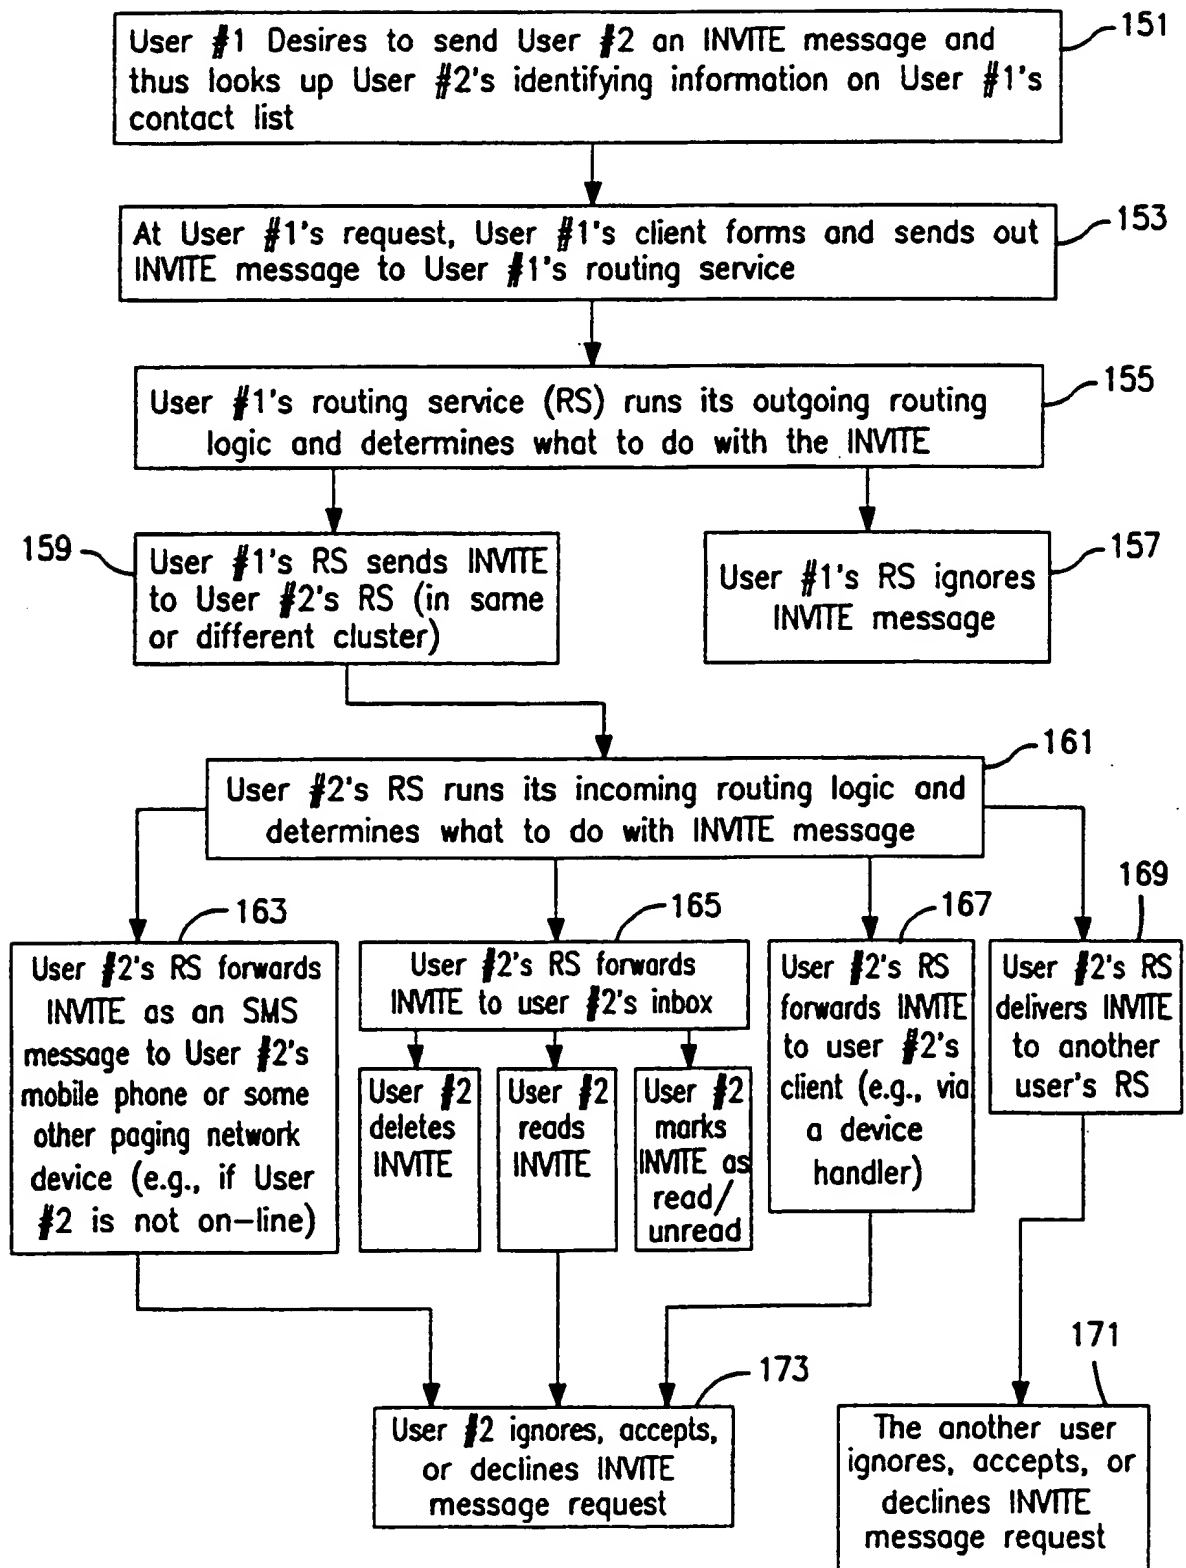 User #1 Desires to send User #2 an INVITE message and
thus looks up User #2's identifying information on User #1's
contact list
151
At User #1's request, User #1's client forms and sends out
INVITE message to User #1's routing service
153
User #1's routing service (RS) runs its outgoing routing
logic and determines what to do with the INVITE
155
159
User #1's RS sends INVITE
to User #2's RS (in same
or different cluster)
User #1's RS ignores
INVITE message
157
161
User #2's RS runs its incoming routing logic and
determines what to do with INVITE message
163
User #2's RS forwards
INVITE as an SMS
message to User #2's
mobile phone or some
other paging network
device (e.g., if User
#2 is not on-line)
165
User #2's RS forwards
INVITE to user #2's inbox
User #2
deletes
INVITE
User #2
reads
INVITE
User #2
marks
INVITE as
read/
unread
167
User #2's RS
forwards INVITE
to user #2's
client (e.g., via
a device
handler)
169
User #2's RS
delivers INVITE
to another
user's RS
173
User #2 ignores, accepts,
or declines INVITE
message request
171
The another user
ignores, accepts, or
declines INVITE
message request